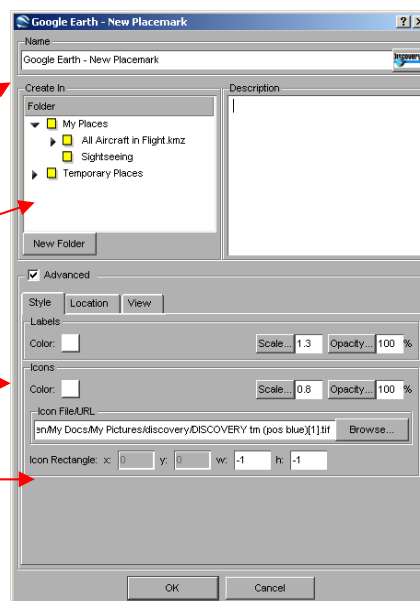 Google Earth - New Placemark
Name
Google Earth - New Placemark
Discovery
Create In
Description
Folder
My Places
All Aircraft in Flight.kmz
Sightseeing
Temporary Places
New Folder
Advanced
Style Location View
Labels
Color: Scale... 1.3 Opacity... 100 %
Icons
Color: Scale... 0.8 Opacity... 100 %
Icon File/URL
en/My Docs/My Pictures/discovery/DISCOVERY tm (pos blue)[1].tif Browse...
Icon Rectangle: x: 0 y: 0 w: -1 h: -1
OK Cancel